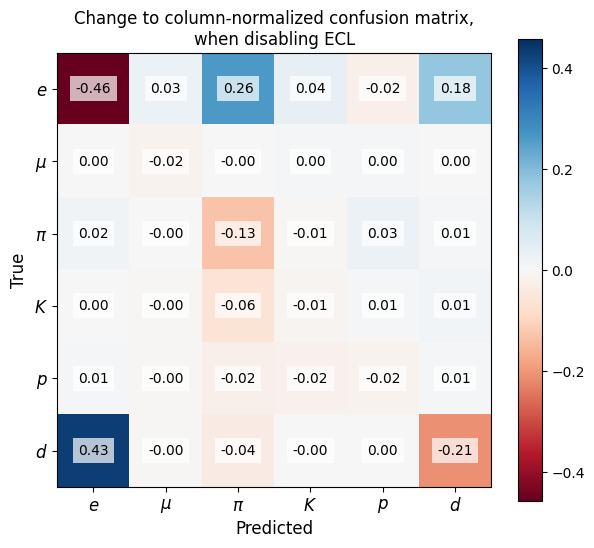 Change to column-normalized confusion matrix,
when disabling ECL
e -0.46 0.03 0.26 0.04 -0.02 0.18
μ 0.00 -0.02 -0.00 0.00 0.00 0.00
π 0.02 -0.00 -0.13 -0.01 0.03 0.01
K 0.00 -0.00 -0.06 -0.01 0.01 0.01
p 0.01 -0.00 -0.02 -0.02 -0.02 0.01
d 0.43 -0.00 -0.04 -0.00 0.00 -0.21
e μ π K p d
Predicted
True
0.4
0.2
0.0
−0.2
−0.4